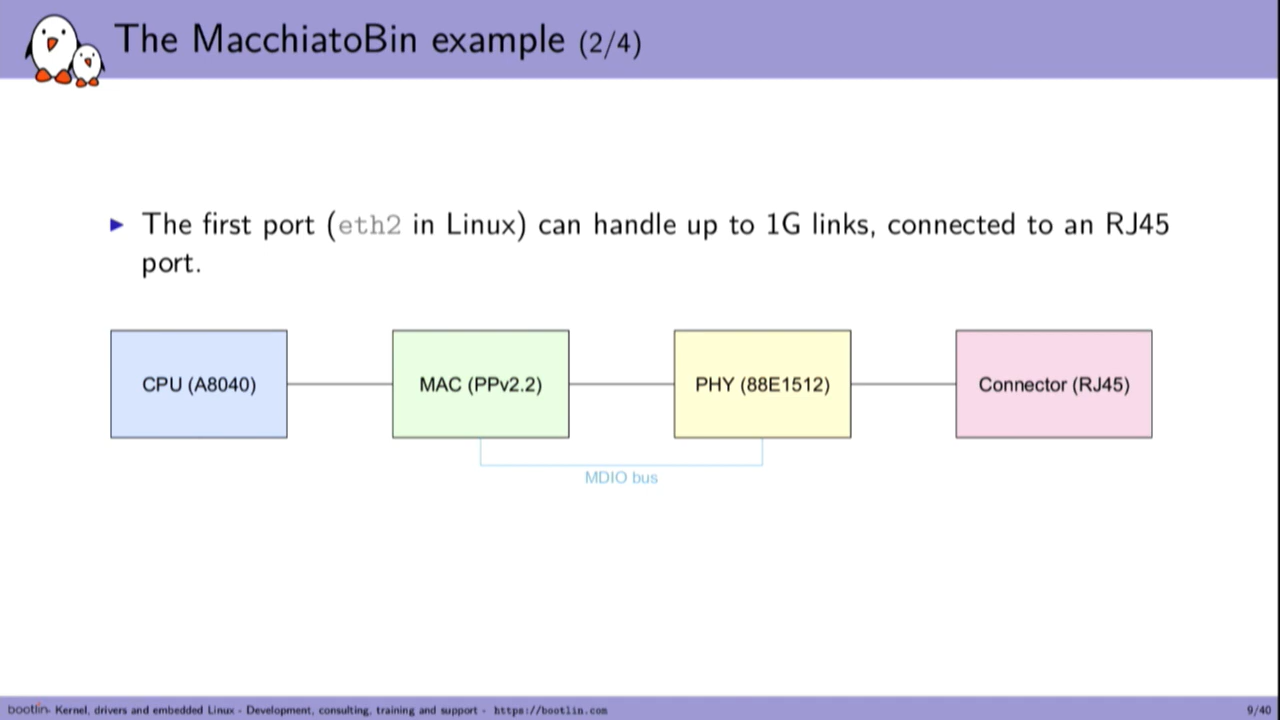 The MacchiatoBin example (2/4)
▶ The first port (eth2 in Linux) can handle up to 1G links, connected to an RJ45
port.
CPU (A8040)
MAC (PPv2.2)
PHY (88E1512)
Connector (RJ45)
MDIO bus
bootlin - Kernel, drivers and embedded Linux - Development, consulting, training and support - https://bootlin.com
9/40